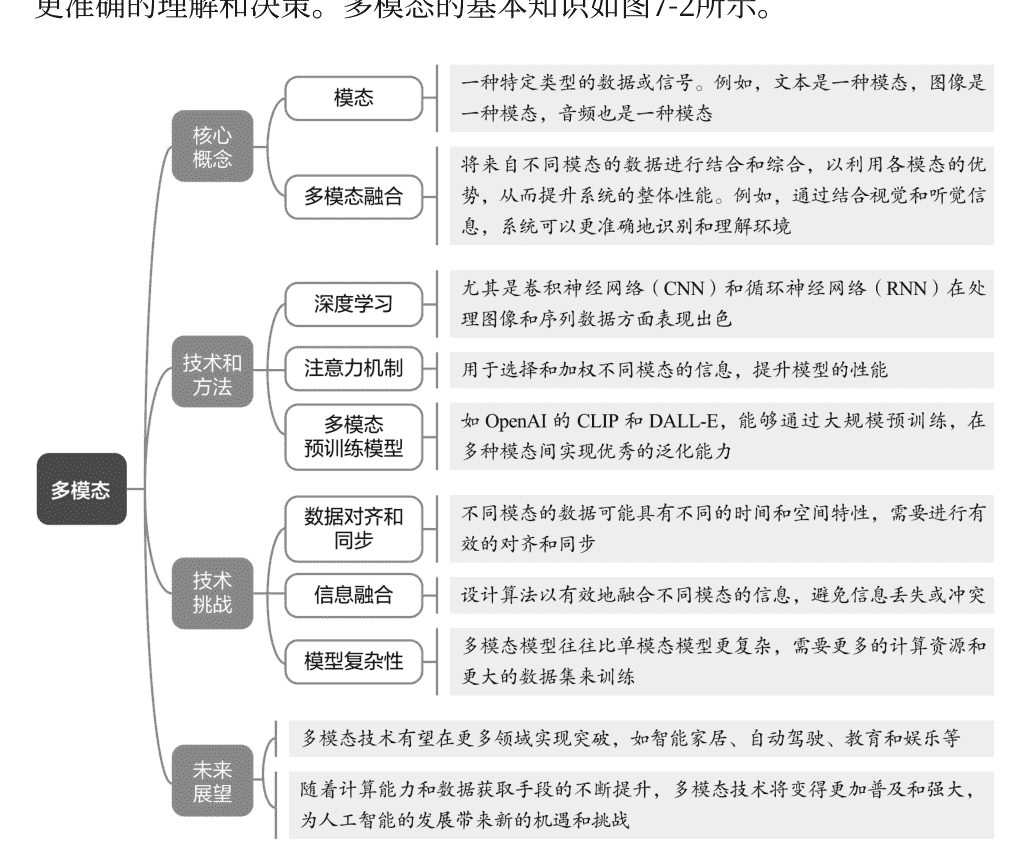 更准确的理解和决策。多模态的基本知识如图7-2所示。
多模态
核心
概念
模态
一种特定类型的数据或信号。例如，文本是一种模态，图像是
一种模态，音频也是一种模态
多模态融合
将来自不同模态的数据进行结合和综合，以利用各模态的优
势，从而提升系统的整体性能。例如，通过结合视觉和听觉信
息，系统可以更准确地识别和理解环境
技术和
方法
深度学习
尤其是卷积神经网络（CNN）和循环神经网络（RNN）在处
理图像和序列数据方面表现出色
注意力机制
用于选择和加权不同模态的信息，提升模型的性能
多模态
预训练模型
如 OpenAI 的 CLIP 和 DALL-E，能够通过大规模预训练，在
多种模态间实现优秀的泛化能力
技术
挑战
数据对齐和
同步
不同模态的数据可能具有不同的时间和空间特性，需要进行有
效的对齐和同步
信息融合
设计算法以有效地融合不同模态的信息，避免信息丢失或冲突
模型复杂性
多模态模型往往比单模态模型更复杂，需要更多的计算资源和
更大的数据集来训练
未来
展望
多模态技术有望在更多领域实现突破，如智能家居、自动驾驶、教育和娱乐等
随着计算能力和数据获取手段的不断提升，多模态技术将变得更加普及和强大，
为人工智能的发展带来新的机遇和挑战